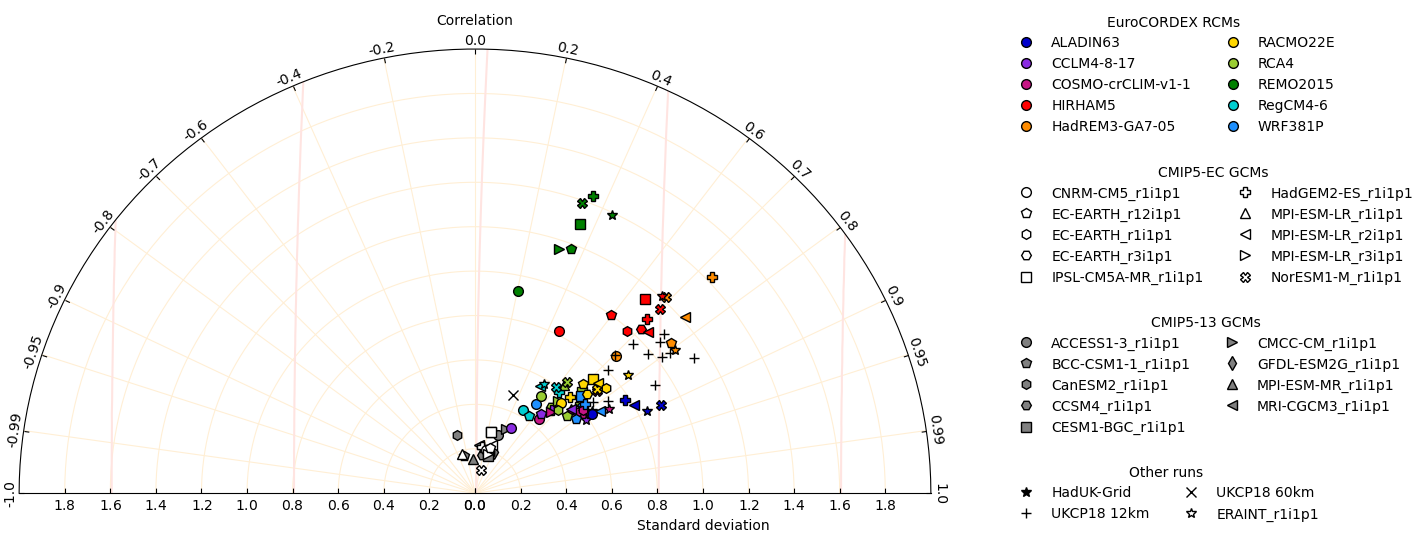 Correlation
-1.0
-0.99
-0.95
-0.9
-0.8
-0.7
-0.6
-0.4
-0.2
0.0
0.2
0.4
0.6
0.7
0.8
0.9
0.95
0.99
1.0
1.8 1.6 1.4 1.2 1.0 0.8 0.6 0.4 0.2 0.0 0.2 0.4 0.6 0.8 1.0 1.2 1.4 1.6 1.8
Standard deviation
EuroCORDEX RCMs
ALADIN63 RACMO22E
CCLM4-8-17 RCA4
COSMO-crCLIM-v1-1 REMO2015
HIRHAM5 RegCM4-6
HadREM3-GA7-05 WRF381P
CMIP5-EC GCMs
CNRM-CM5_r1i1p1 HadGEM2-ES_r1i1p1
EC-EARTH_r12i1p1 MPI-ESM-LR_r1i1p1
EC-EARTH_r1i1p1 MPI-ESM-LR_r2i1p1
EC-EARTH_r3i1p1 MPI-ESM-LR_r3i1p1
IPSL-CM5A-MR_r1i1p1 NorESM1-M_r1i1p1
CMIP5-13 GCMs
ACCESS1-3_r1i1p1 CMCC-CM_r1i1p1
BCC-CSM1-1_r1i1p1 GFDL-ESM2G_r1i1p1
CanESM2_r1i1p1 MPI-ESM-MR_r1i1p1
CCSM4_r1i1p1 MRI-CGCM3_r1i1p1
CESM1-BGC_r1i1p1
Other runs
HadUK-Grid UKCP18 60km
UKCP18 12km ERAINT_r1i1p1